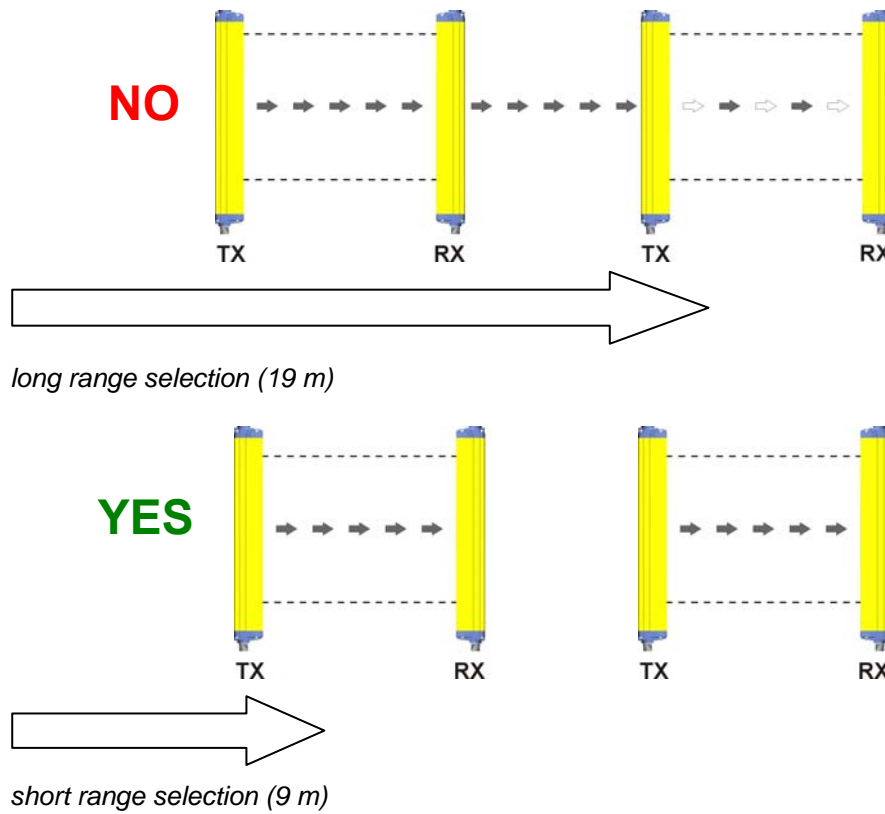 NO
TX RX TX RX
long range selection (19 m)
YES
TX RX TX RX
short range selection (9 m)